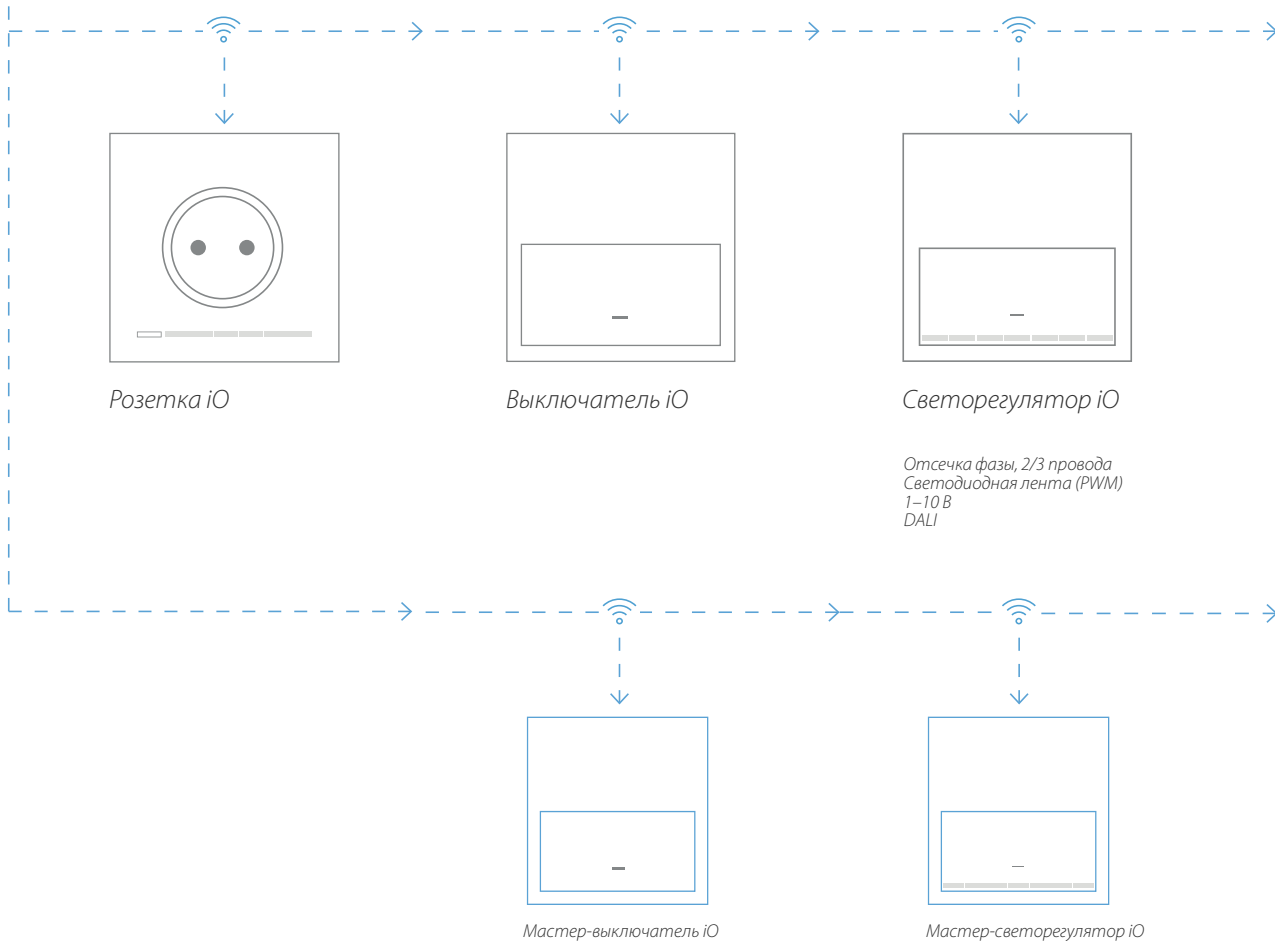 Розетка iO
Выключатель iO
Светорегулятор iO
Отсечка фазы, 2/3 провода
Светодиодная лента (PWM)
1–10 В
DALI
Мастер-выключатель iO
Мастер-светорегулятор iO